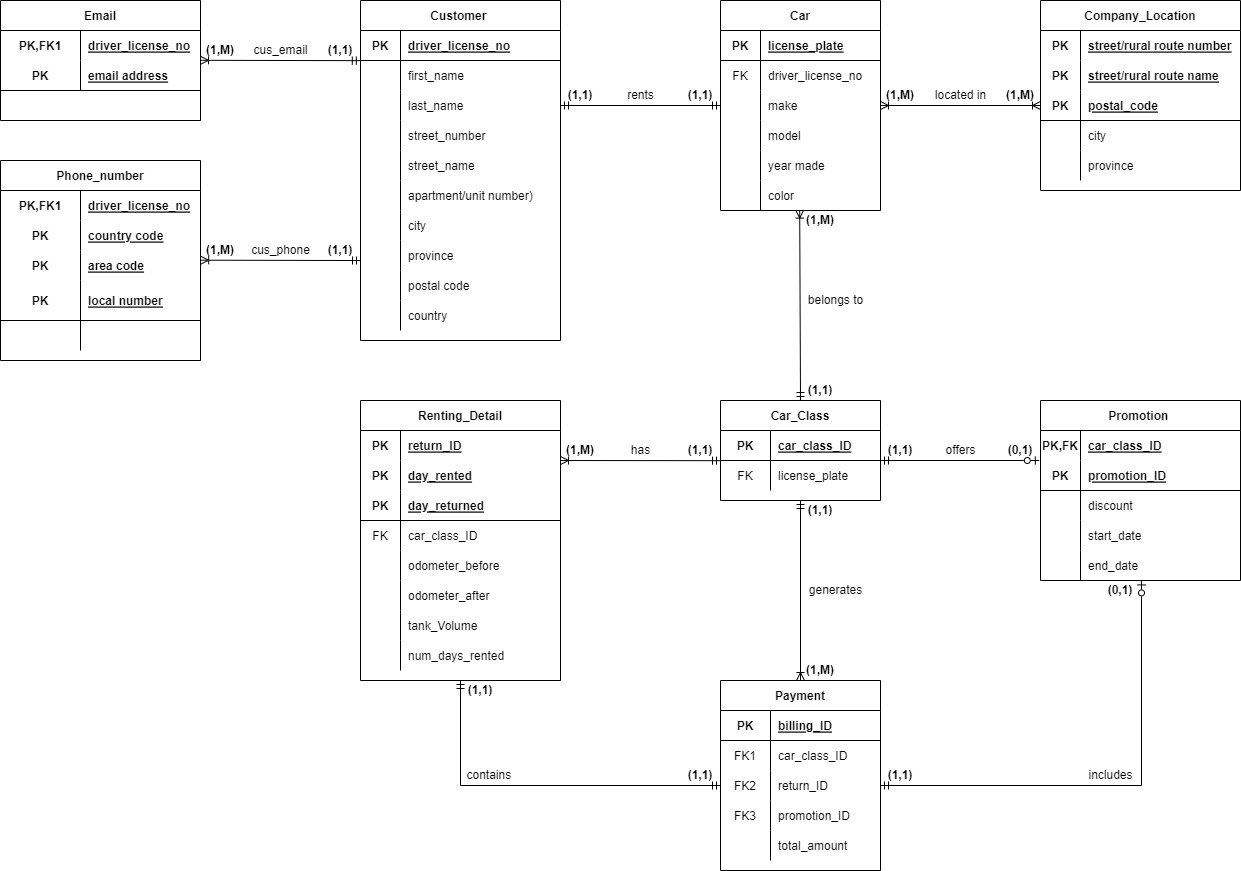 Email
PK,FK1 driver_license_no
PK email address
(1,M) cus_email (1,1)
Phone_number
PK,FK1 driver_license_no
PK country code
PK area code
PK local number
(1,M) cus_phone (1,1)
Customer
PK driver_license_no
first_name
last_name
street_number
street_name
apartment/unit number)
city
province
postal code
country
(1,1) rents (1,1)
Car
PK license_plate
FK driver_license_no
make
model
year made
color
(1,M) located in (1,M)
Company_Location
PK street/rural route number
PK street/rural route name
PK postal_code
city
province
(1,M)
belongs to
(1,1)
Renting_Detail
PK return_ID
PK day_rented
PK day_returned
FK car_class_ID
odometer_before
odometer_after
tank_Volume
num_days_rented
(1,M) has (1,1)
Car_Class
PK car_class_ID
FK license_plate
(1,1) offers (0,1)
Promotion
PK,FK car_class_ID
PK promotion_ID
discount
start_date
end_date
(1,1)
generates
(1,M)
(0,1)
(1,1)
contains (1,1)
Payment
PK billing_ID
FK1 car_class_ID
FK2 return_ID
FK3 promotion_ID
total_amount
(1,1) includes